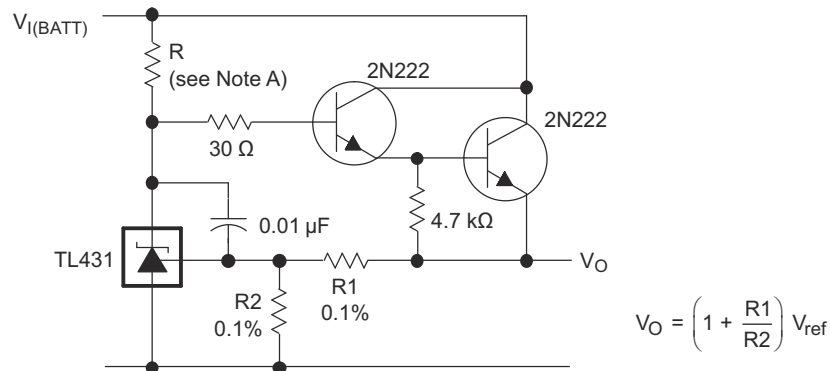 V_I(BATT)
R
(see Note A)
2N222
2N222
30 Ω
0.01 µF
4.7 kΩ
TL431
V_O
R1
0.1%
R2
0.1%
V_O = (1 + R1/R2) V_ref